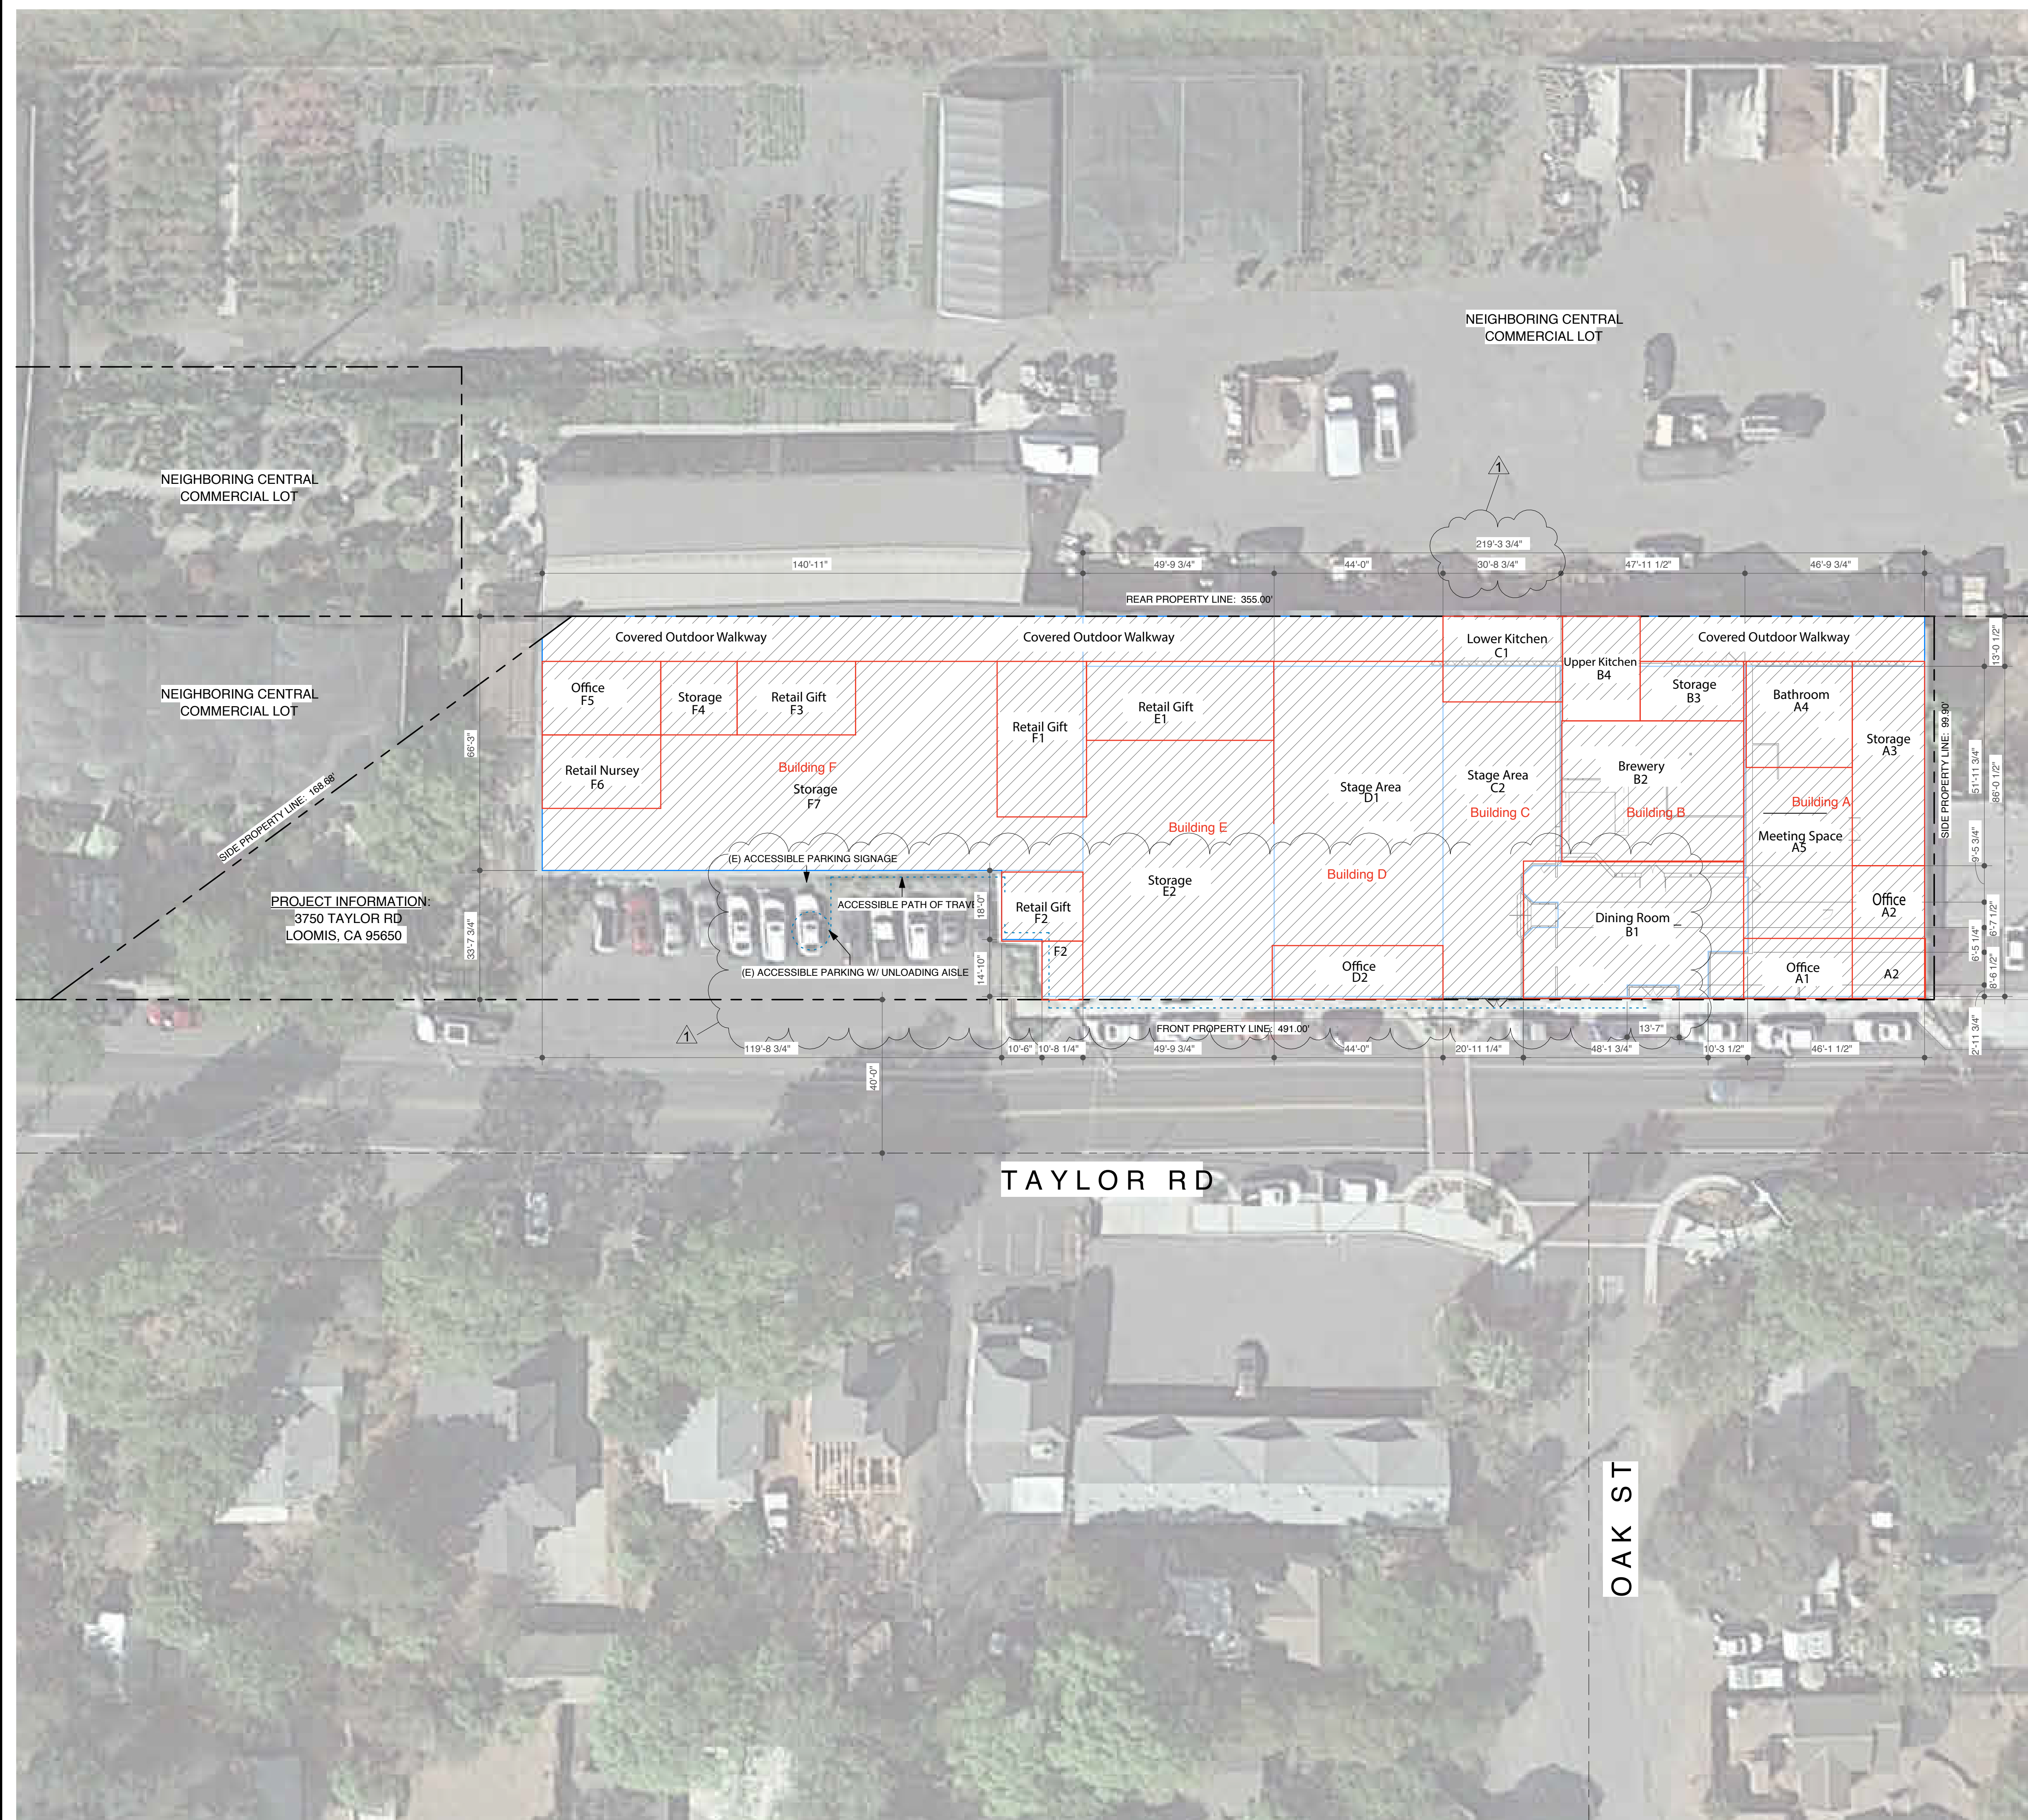 NEIGHBORING CENTRAL
COMMERCIAL LOT
NEIGHBORING CENTRAL
COMMERCIAL LOT
1
219'-3 3/4"
140'-11"
49'-9 3/4"
44'-0"
30'-8 3/4"
47'-11 1/2"
46'-9 3/4"
REAR PROPERTY LINE: 355.00'
Covered Outdoor Walkway
Covered Outdoor Walkway
Lower Kitchen
C1
Covered Outdoor Walkway
13'-0 1/2"
Upper Kitchen
B4
NEIGHBORING CENTRAL
COMMERCIAL LOT
Office
F5
Storage
F4
Retail Gift
F3
Retail Gift
F1
Retail Gift
E1
Storage
B3
Bathroom
A4
Storage
A3
SIDE PROPERTY LINE: 99.90'
66'-3"
Retail Nursey
F6
Building F
Storage
F7
Stage Area
D1
Stage Area
C2
Building C
Brewery
B2
Building B
Building A
51'-11 3/4"
86'-0 1/2"
SIDE PROPERTY LINE: 168.68'
Building E
Meeting Space
A5
9'-5 3/4"
(E) ACCESSIBLE PARKING SIGNAGE
Storage
E2
Building D
PROJECT INFORMATION:
3750 TAYLOR RD
LOOMIS, CA 95650
ACCESSIBLE PATH OF TRAVE
18'-0"
Retail Gift
F2
Dining Room
B1
Office
A2
6'-7 1/2"
33'-7 3/4"
F2
6'-5 1/4"
(E) ACCESSIBLE PARKING W/ UNLOADING AISLE
14'-10"
Office
D2
Office
A1
A2
8'-6 1/2"
1
FRONT PROPERTY LINE: 491.00'
13'-7"
2'-11 3/4"
119'-8 3/4"
10'-6"
10'-8 1/4"
49'-9 3/4"
44'-0"
20'-11 1/4"
48'-1 3/4"
10'-3 1/2"
46'-1 1/2"
40'-0"
TAYLOR RD
OAK ST